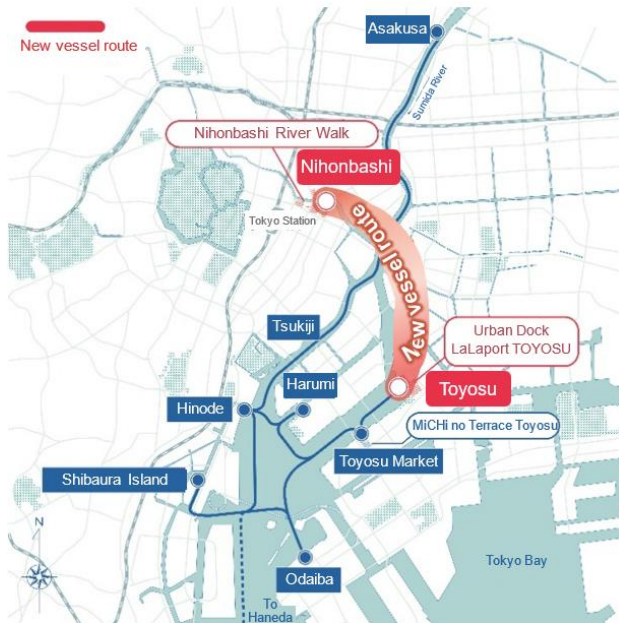 New vessel route
Asakusa
Sumida River
Nihonbashi River Walk
Nihonbashi
Tokyo Station
New vessel route
Tsukiji
Urban Dock
LaLaport TOYOSU
Harumi
Toyosu
Hinode
MiCHi no Terrace Toyosu
Toyosu Market
Shibaura Island
N
Odaiba
Tokyo Bay
To
Haneda